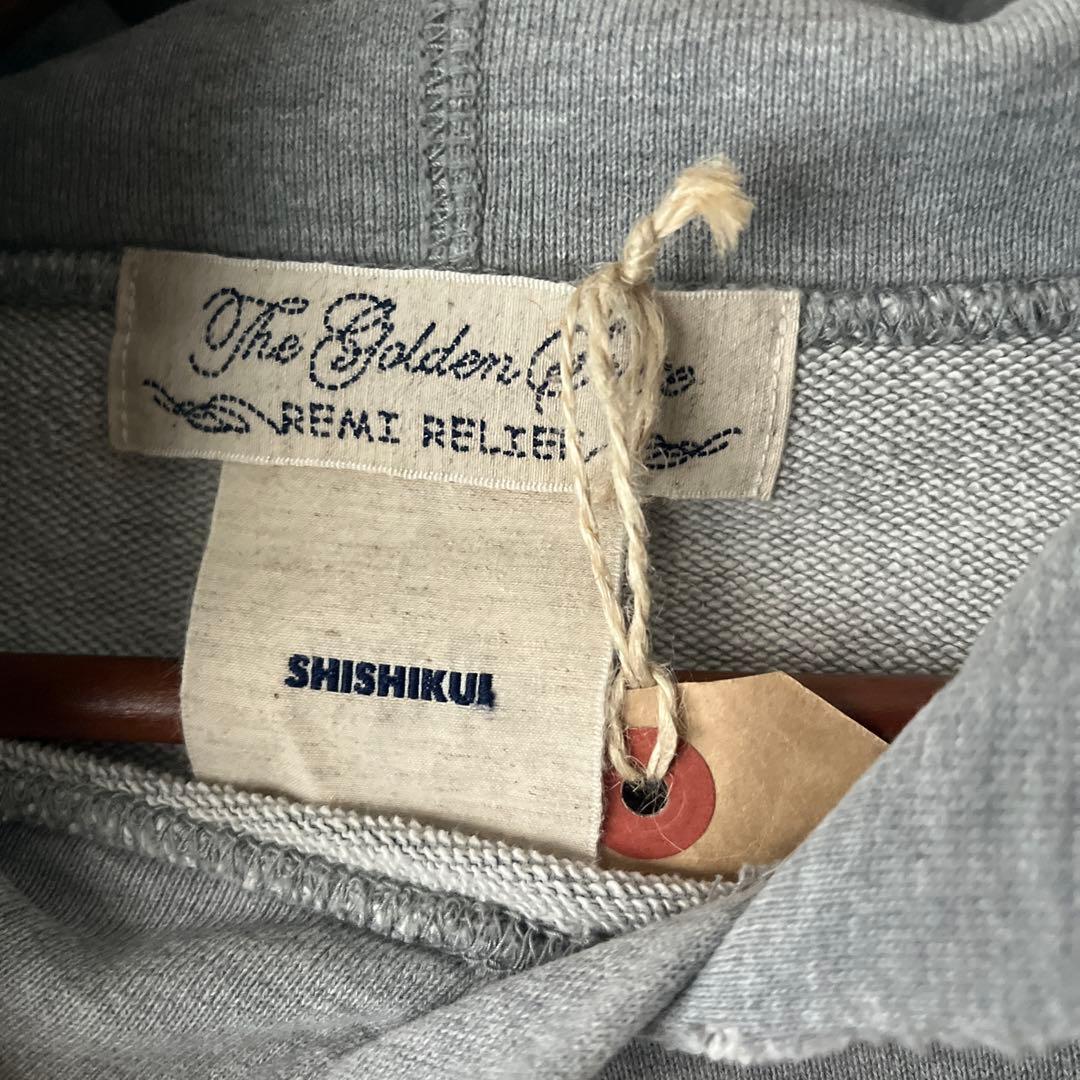 The Golden
REMI RELIEF
SHISHIKUI